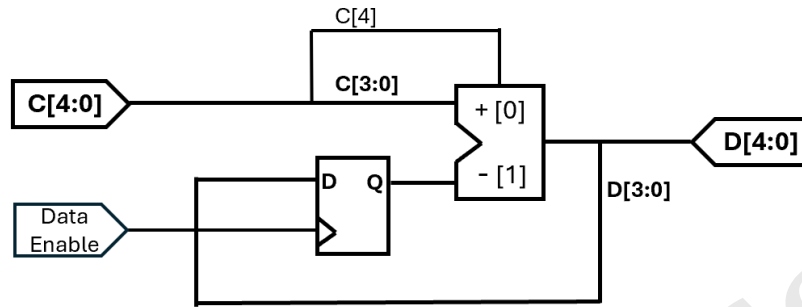 C[4]
C[4:0]
C[3:0]
+ [0]
D[4:0]
- [1]
D Q
D[3:0]
Data
Enable